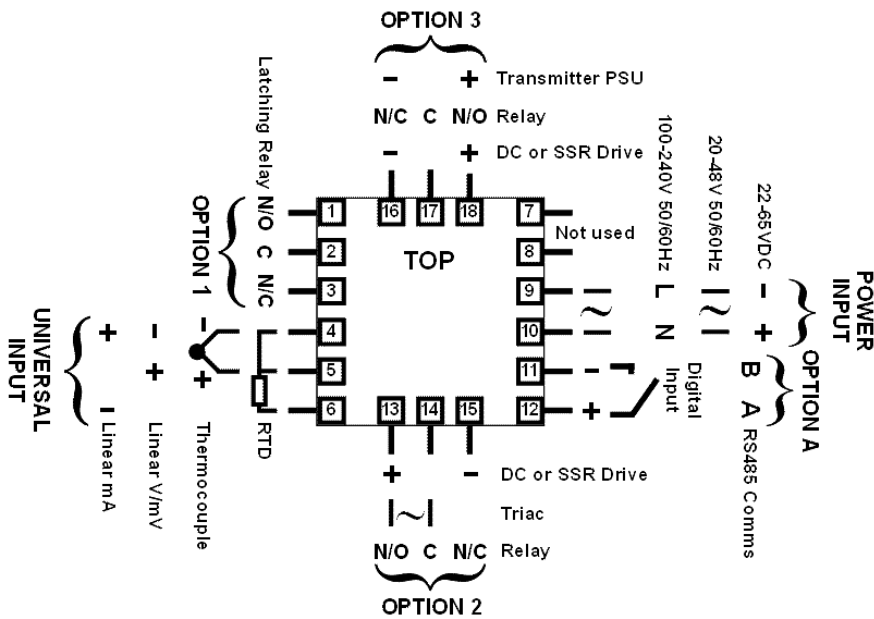 OPTION 3
− + Transmitter PSU
N/C C N/O Relay
− + DC or SSR Drive
16 17 18
TOP
1
2
3
4
5
6
7
8
9
10
11
12
13 14 15
Latching Relay
N/O C N/C
OPTION 1
UNIVERSAL
INPUT
+ − Linear mA
− + Linear V/mV
− + Thermocouple
RTD
Not used
100-240V 50/60Hz
L N
20-48V 50/60Hz
~
~
22-65VDC
− +
POWER
INPUT
OPTION A
B A RS485 Comms
− +
Digital
Input
+ − DC or SSR Drive
~ Triac
N/O C N/C Relay
OPTION 2